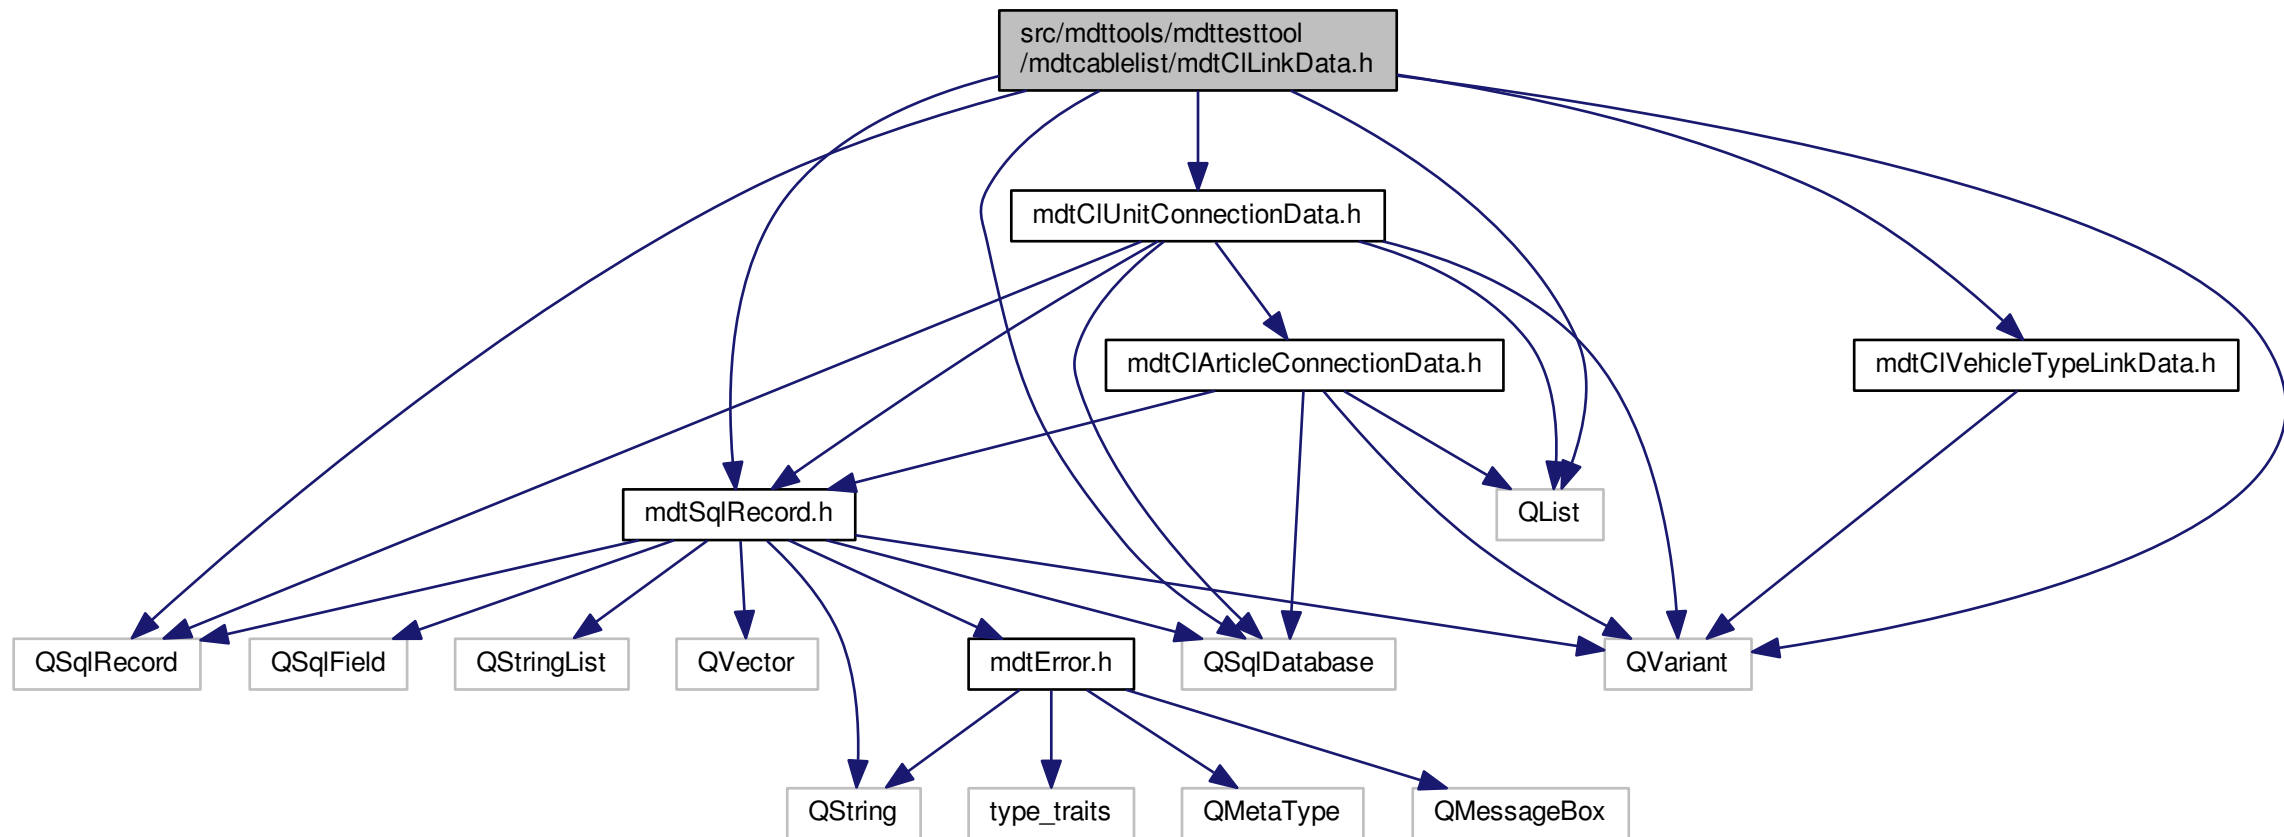 src/mdttools/mdttesttool
/mdtcablelist/mdtClLinkData.h
mdtClUnitConnectionData.h
mdtClArticleConnectionData.h
mdtClVehicleTypeLinkData.h
mdtSqlRecord.h
QList
QSqlRecord
QSqlField
QStringList
QVector
mdtError.h
QSqlDatabase
QVariant
QString
type_traits
QMetaType
QMessageBox